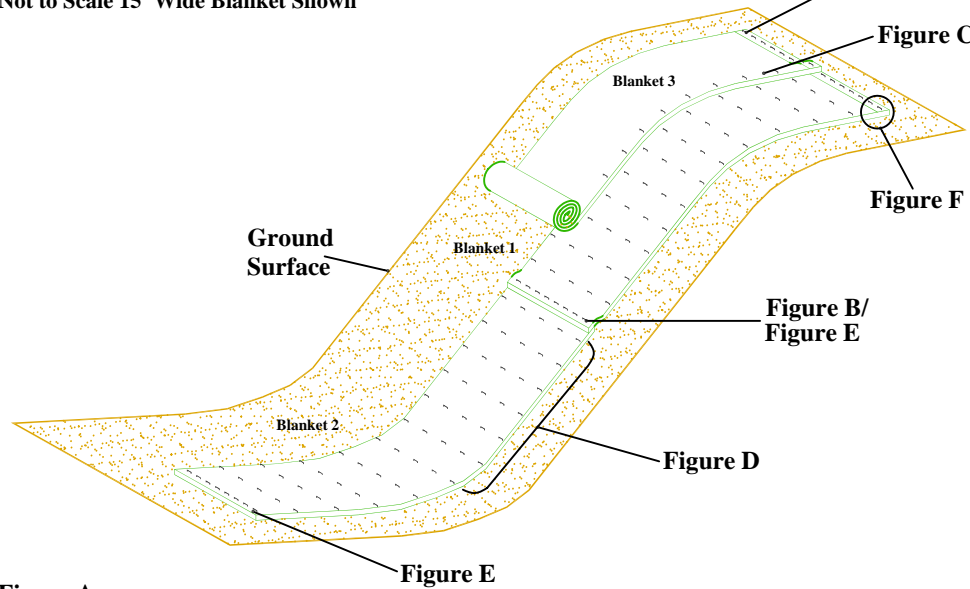 Not to Scale 15' Wide Blanket Shown
Figure C
Blanket 3
Figure F
Ground
Surface
Blanket 1
Figure B/
Figure E
Blanket 2
Figure D
Figure E